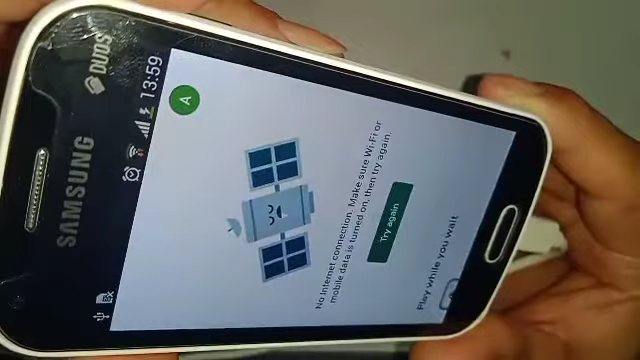 SAMSUNG
DUOS
13:59
A
No internet connection. Make sure Wi-Fi or
mobile data is turned on, then try again.
Try again
Play while you wait